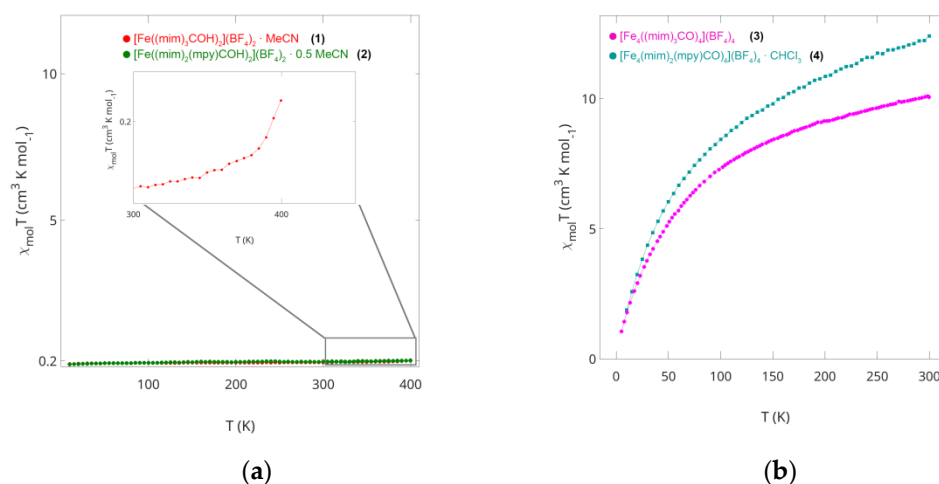 [Fe((mim)₃COH)₂](BF₄)₂ · MeCN (1)
[Fe((mim)₂(mpy)COH)₂](BF₄)₂ · 0.5 MeCN (2)
10
5
0.2
χmolT (cm³ K mol-1)
0.2
χmolT (cm³ K mol-1)
300
400
T (K)
100
200
300
400
T (K)
(a)
[Fe₄((mim)₃CO)₄](BF₄)₄ (3)
[Fe₄(mim)₂(mpy)CO)₄](BF₄)₄ · CHCl₃ (4)
10
5
0
χmolT (cm³ K mol-1)
0
50
100
150
200
250
300
T (K)
(b)